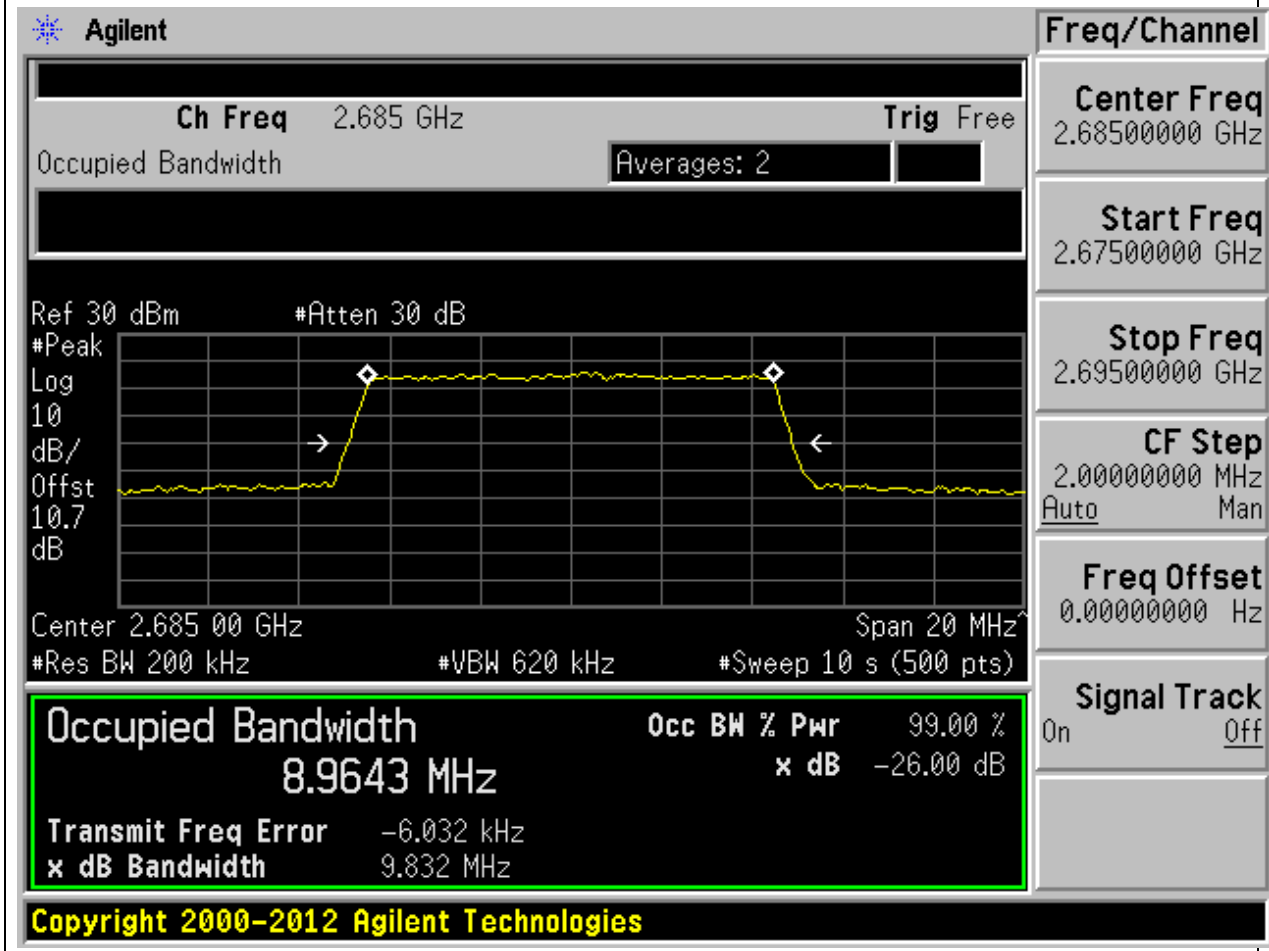 Agilent
Freq/Channel
Ch Freq 2.685 GHz Trig Free
Occupied Bandwidth Averages: 2
Ref 30 dBm #Atten 30 dB
#Peak
Log
10
dB/
Offst
10.7
dB
Center 2.685 00 GHz Span 20 MHz^
#Res BW 200 kHz #VBW 620 kHz #Sweep 10 s (500 pts)
Occupied Bandwidth Occ BW % Pwr 99.00 %
8.9643 MHz x dB -26.00 dB
Transmit Freq Error -6.032 kHz
x dB Bandwidth 9.832 MHz
Copyright 2000-2012 Agilent Technologies
Center Freq
2.68500000 GHz
Start Freq
2.67500000 GHz
Stop Freq
2.69500000 GHz
CF Step
2.00000000 MHz
Auto Man
Freq Offset
0.00000000 Hz
Signal Track
On Off